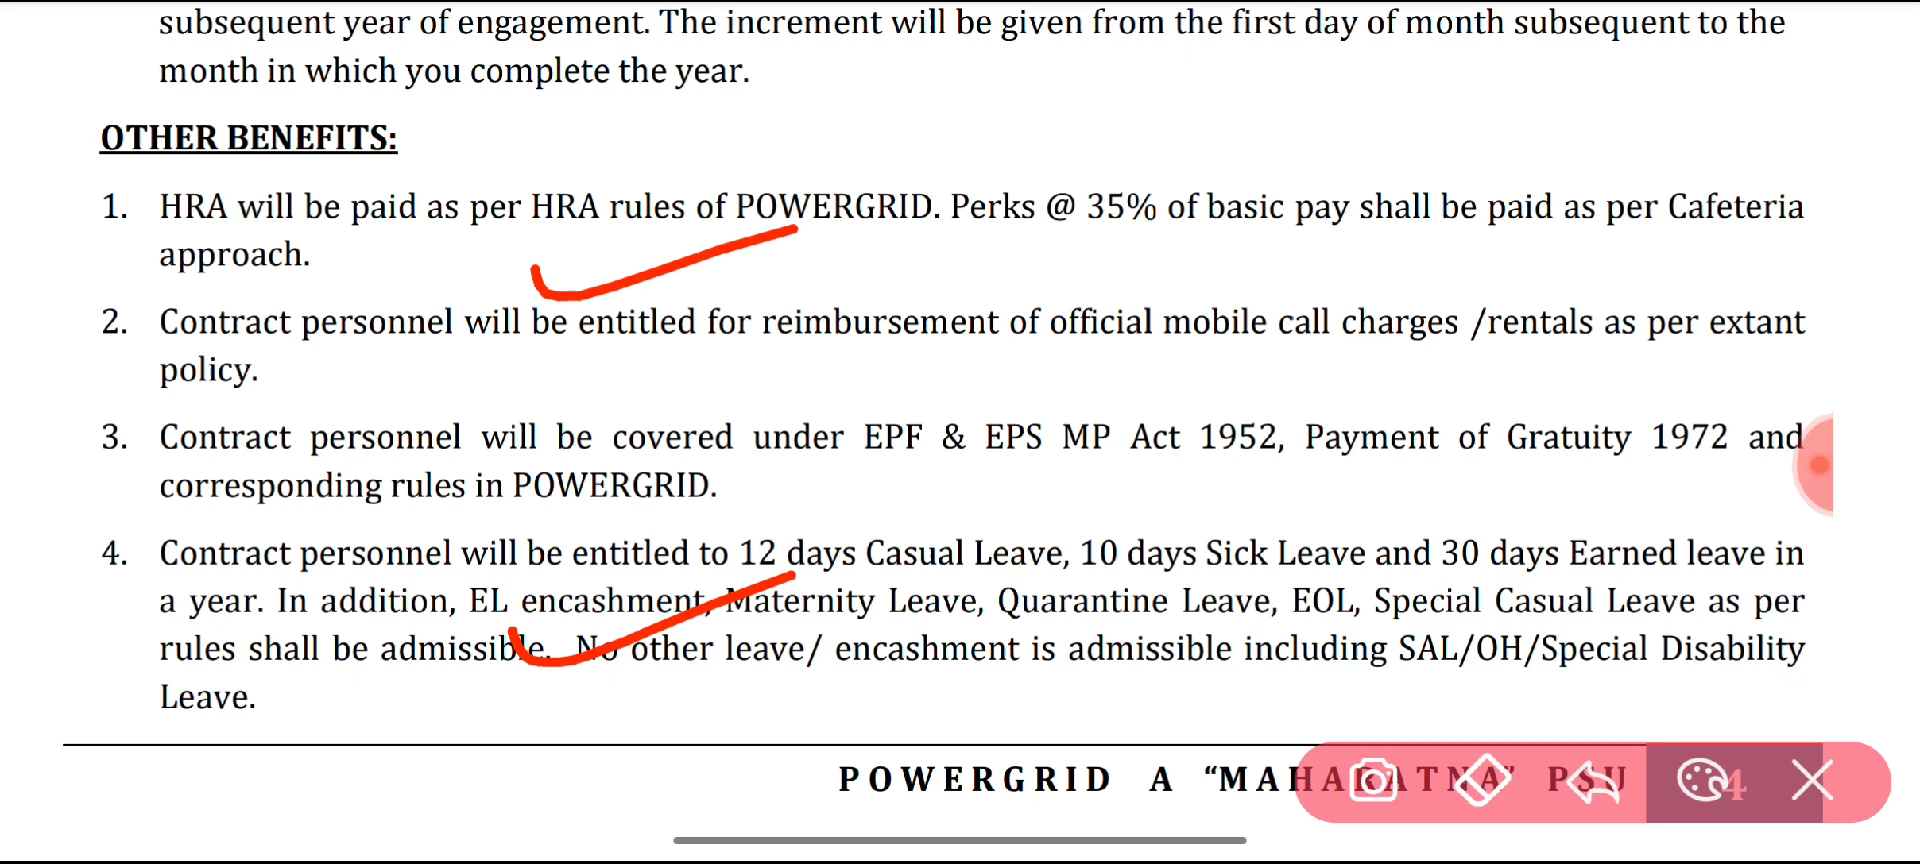 subsequent year of engagement. The increment will be given from the first day of month subsequent to the
month in which you complete the year.
OTHER BENEFITS:
1. HRA will be paid as per HRA rules of POWERGRID. Perks @ 35% of basic pay shall be paid as per Cafeteria
approach.
2. Contract personnel will be entitled for reimbursement of official mobile call charges /rentals as per extant
policy.
3. Contract personnel will be covered under EPF & EPS MP Act 1952, Payment of Gratuity 1972 and
corresponding rules in POWERGRID.
4. Contract personnel will be entitled to 12 days Casual Leave, 10 days Sick Leave and 30 days Earned leave in
a year. In addition, EL encashment, Maternity Leave, Quarantine Leave, EOL, Special Casual Leave as per
rules shall be admissible. No other leave/ encashment is admissible including SAL/OH/Special Disability
Leave.
POWERGRID A “MAHARATNA” PSU 4